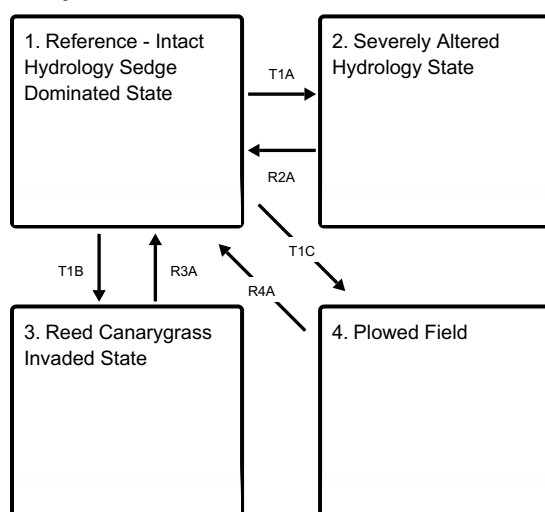 1. Reference - Intact
Hydrology Sedge
Dominated State
2. Severely Altered
Hydrology State
T1A
R2A
T1B
R3A
T1C
R4A
3. Reed Canarygrass
Invaded State
4. Plowed Field